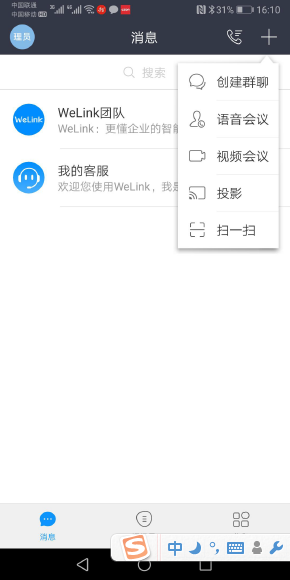 中国联通
中国移动 HD
31% 16:10
理员
消息
搜索
创建群聊
语音会议
视频会议
投影
扫一扫
WeLink
WeLink团队
WeLink：更懂企业的智能
我的客服
欢迎您使用WeLink，我是
消息
S 中